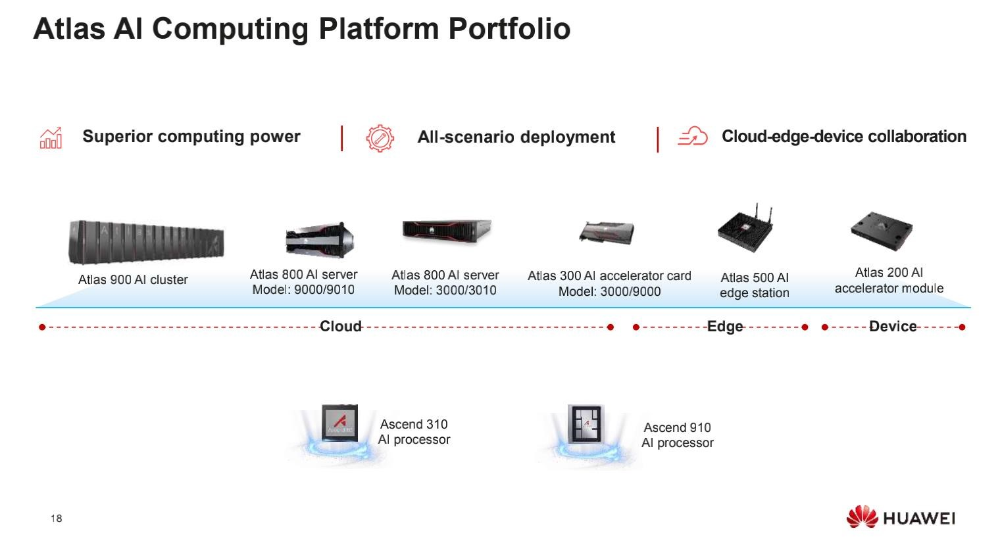 Atlas AI Computing Platform Portfolio
Superior computing power
All-scenario deployment
Cloud-edge-device collaboration
Atlas 900 AI cluster
Atlas 800 AI server
Model: 9000/9010
Atlas 800 AI server
Model: 3000/3010
Atlas 300 AI accelerator card
Model: 3000/9000
Atlas 500 AI
edge station
Atlas 200 AI
accelerator module
Cloud
Edge
Device
Ascend 310
AI processor
Ascend 910
AI processor
18
HUAWEI